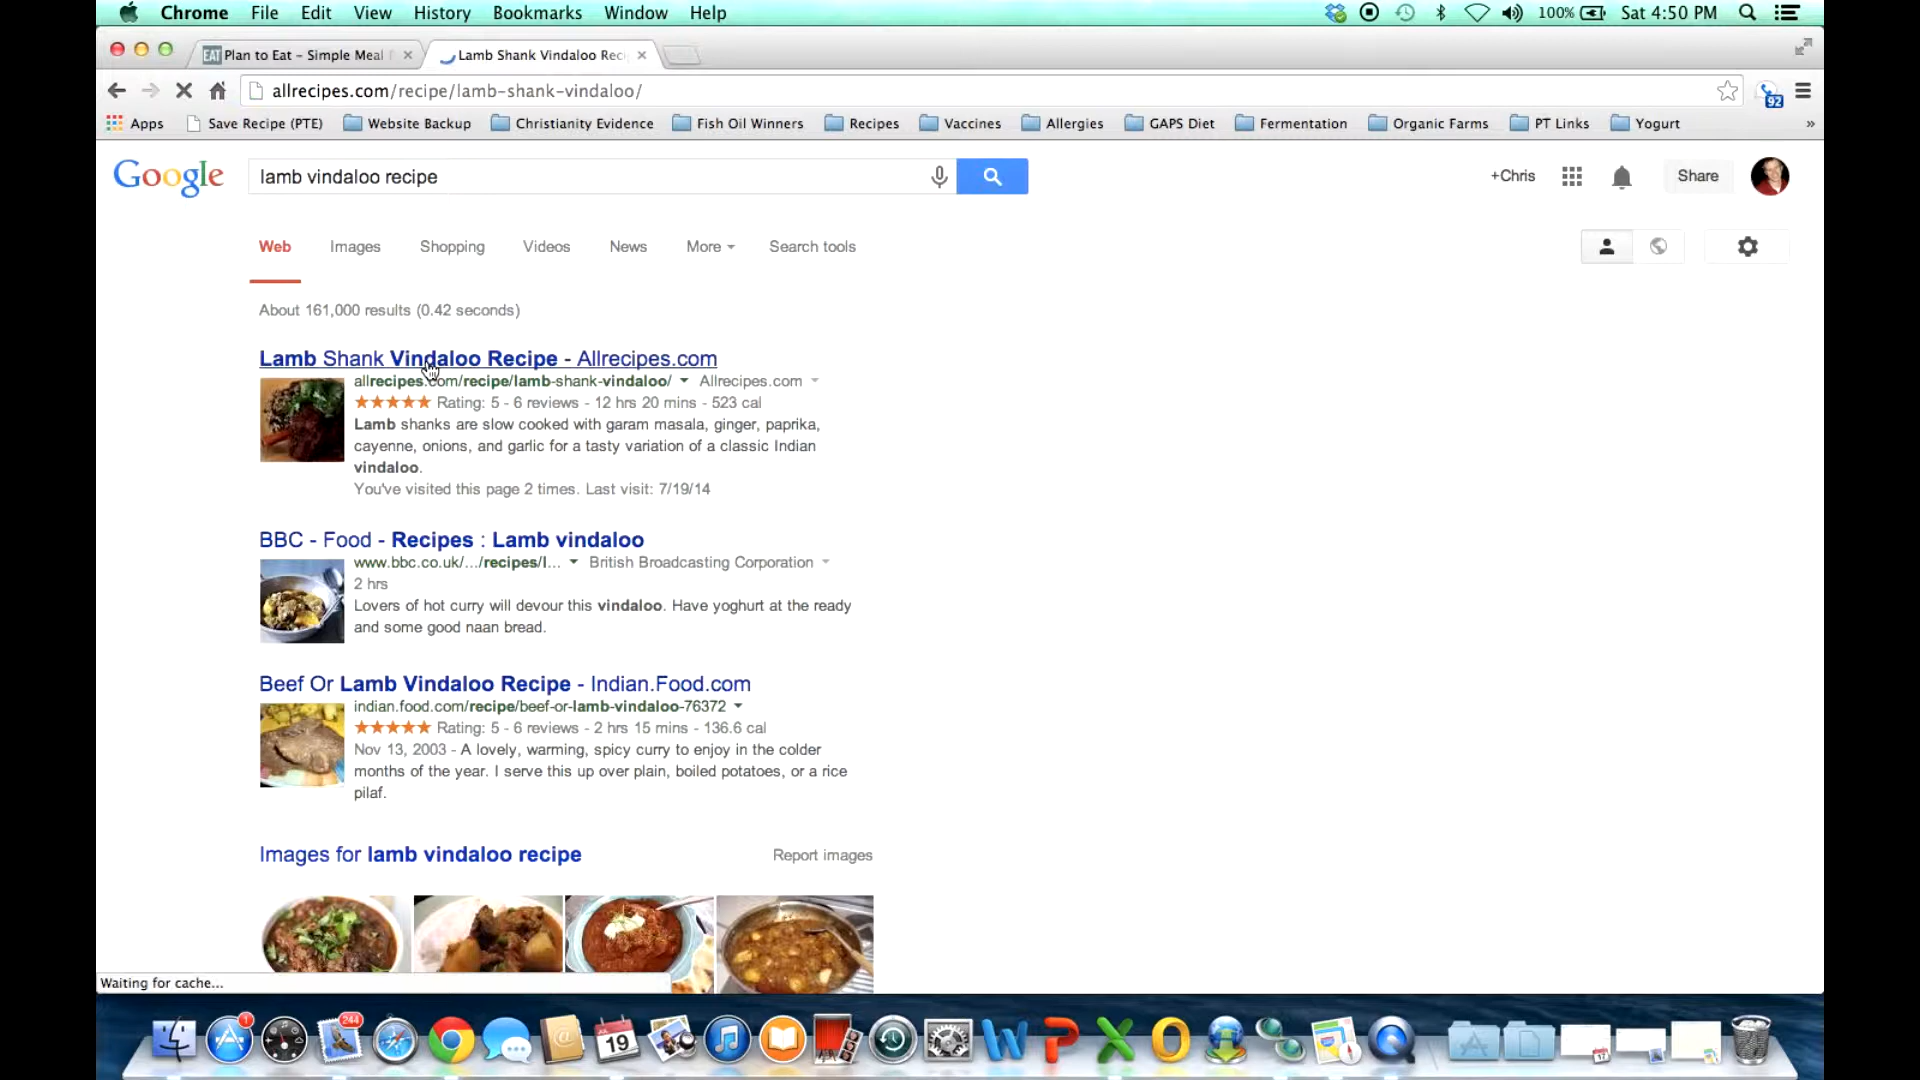 Chrome File Edit View History Bookmarks Window Help 100% Sat 4:50 PM
Plan to Eat - Simple Meal
Lamb Shank Vindaloo Rec
allrecipes.com/recipe/lamb-shank-vindaloo/
92
Apps Save Recipe (PTE) Website Backup Christianity Evidence Fish Oil Winners Recipes Vaccines Allergies GAPS Diet Fermentation Organic Farms PT Links Yogurt »
Google lamb vindaloo recipe +Chris Share
Web Images Shopping Videos News More Search tools
About 161,000 results (0.42 seconds)
Lamb Shank Vindaloo Recipe - Allrecipes.com
allrecipes.com/recipe/lamb-shank-vindaloo/ Allrecipes.com
Rating: 5 - 6 reviews - 12 hrs 20 mins - 523 cal
Lamb shanks are slow cooked with garam masala, ginger, paprika,
cayenne, onions, and garlic for a tasty variation of a classic Indian
vindaloo.
You've visited this page 2 times. Last visit: 7/19/14
BBC - Food - Recipes : Lamb vindaloo
www.bbc.co.uk/.../recipes/l... British Broadcasting Corporation
2 hrs
Lovers of hot curry will devour this vindaloo. Have yoghurt at the ready
and some good naan bread.
Beef Or Lamb Vindaloo Recipe - Indian.Food.com
indian.food.com/recipe/beef-or-lamb-vindaloo-76372
Rating: 5 - 6 reviews - 2 hrs 15 mins - 136.6 cal
Nov 13, 2003 - A lovely, warming, spicy curry to enjoy in the colder
months of the year. I serve this up over plain, boiled potatoes, or a rice
pilaf.
Images for lamb vindaloo recipe Report images
Waiting for cache...
1
244
19